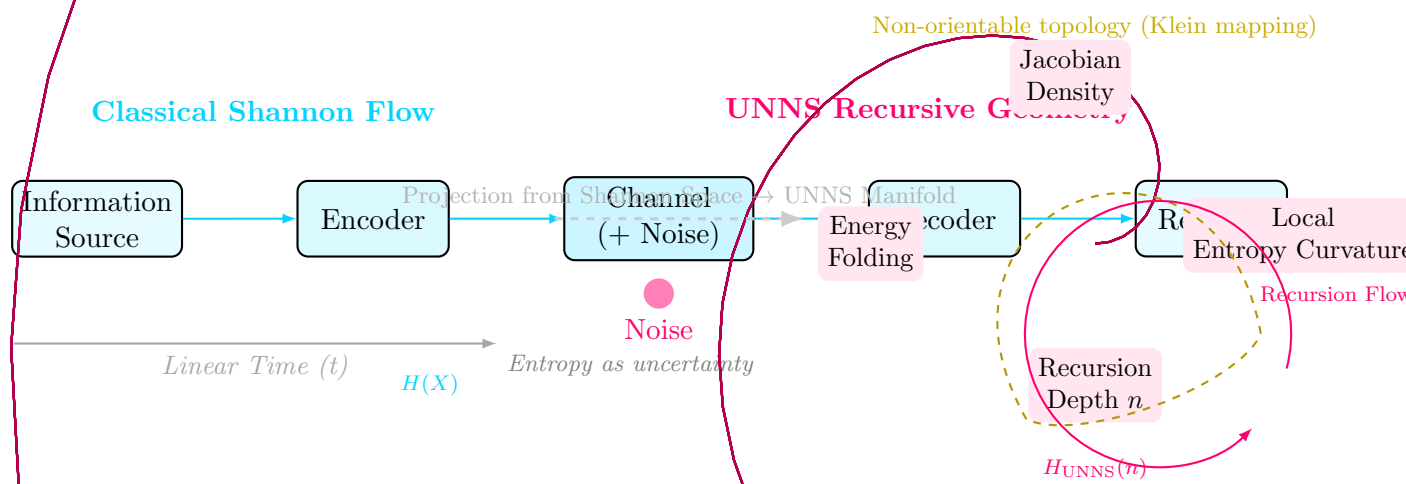 Non-orientable topology (Klein mapping)
Jacobian
Density
Classical Shannon Flow
UNNS Recursive Geometry
Information
Source
Encoder
Projection from Shannon Space → UNNS Manifold
Channel
(+ Noise)
Energy
Folding
ecoder
Re
Local
Entropy Curvature
Recursion Flow
Noise
Linear Time (t)
Entropy as uncertainty
H(X)
Recursion
Depth n
H_UNNS(n)